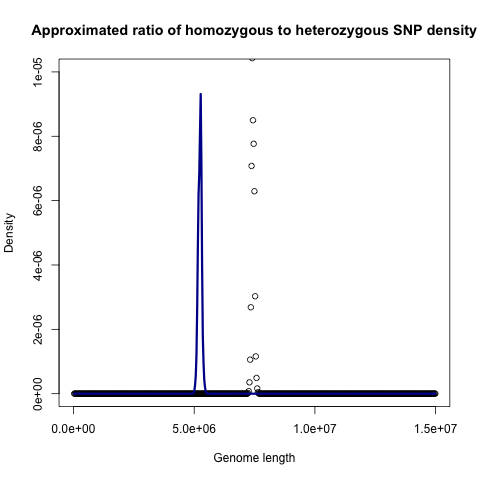 Approximated ratio of homozygous to heterozygous SNP density
1e-05
8e-06
6e-06
4e-06
2e-06
0e+00
Density
0.0e+00 5.0e+06 1.0e+07 1.5e+07
Genome length